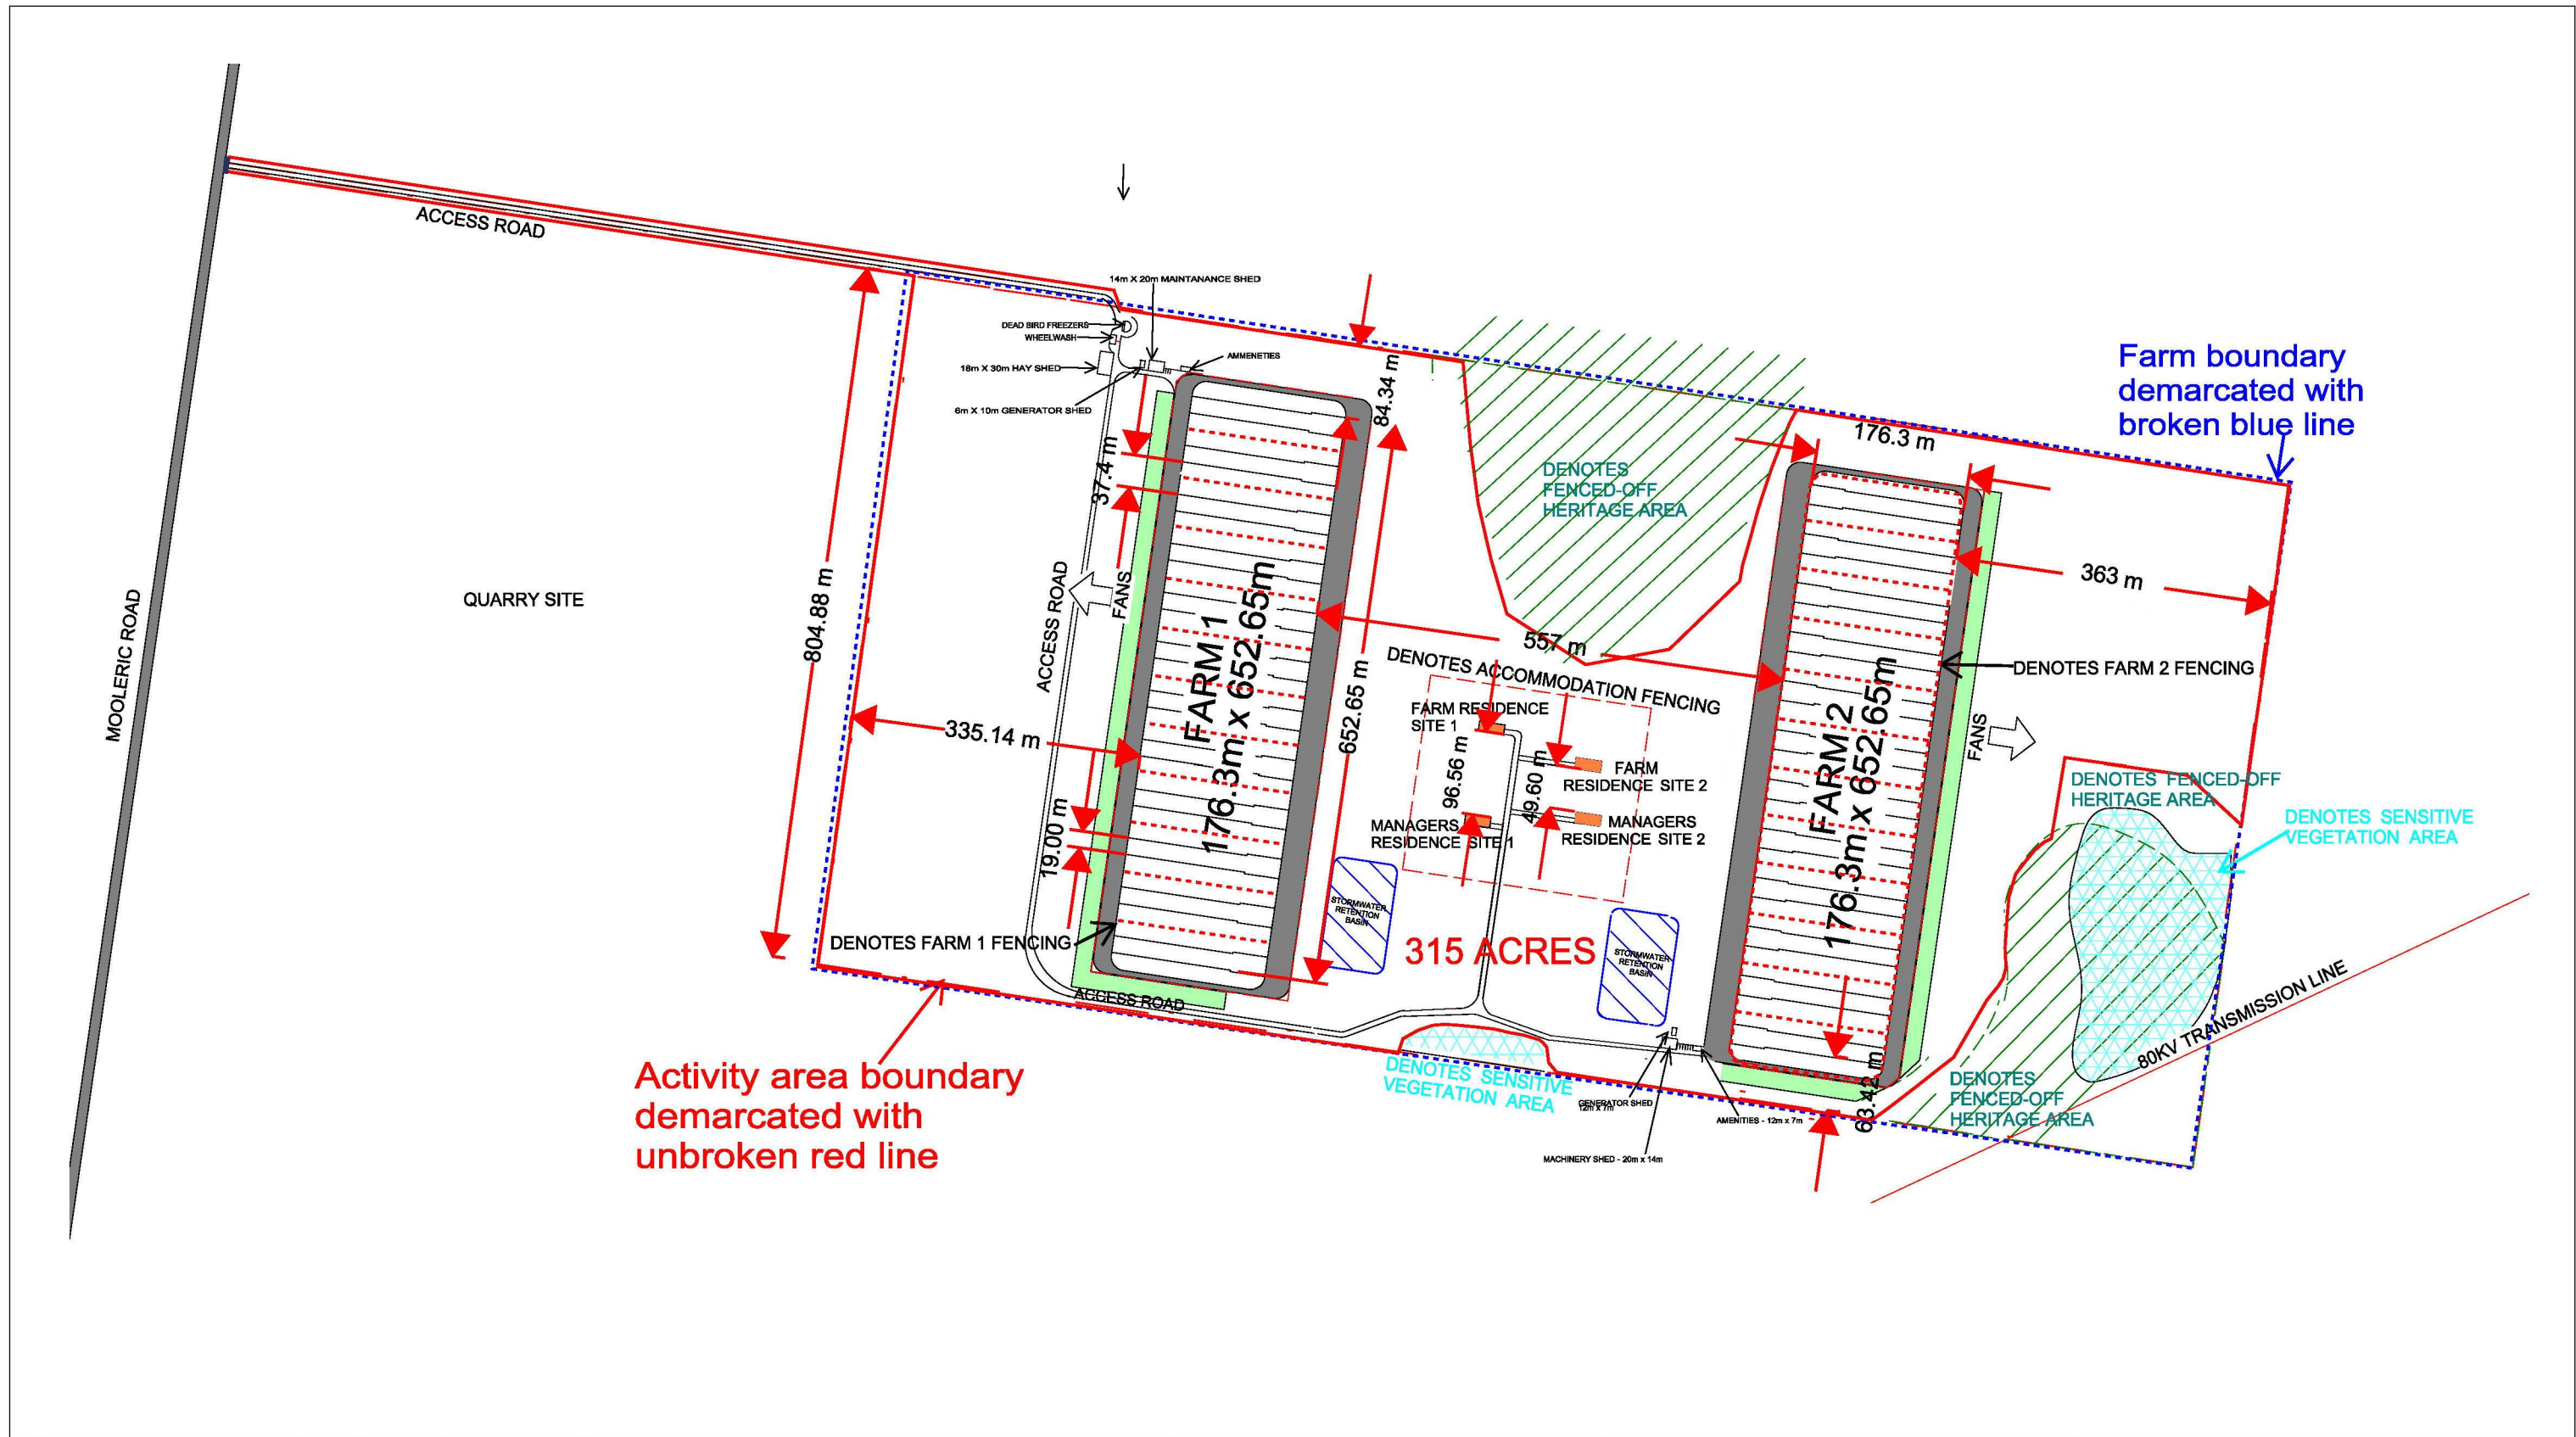 ACCESS ROAD
14m X 20m MAINTANANCE SHED
DEAD BIRD FREEZERS
WHEELWASH
AMMENETIES
18m X 30m HAY SHED
6m X 10m GENERATOR SHED
84.34 m
Farm boundary
demarcated with
broken blue line
176.3 m
37.4 m
DENOTES
FENCED-OFF
HERITAGE AREA
363 m
FANS
ACCESS ROAD
804.88 m
QUARRY SITE
MOOLERIC ROAD
FARM 1
176.3m x 652.65m
557 m
DENOTES ACCOMMODATION FENCING
DENOTES FARM 2 FENCING
652.65 m
335.14 m
FARM RESIDENCE
SITE 1
96.56 m
49.60 m
FARM
RESIDENCE SITE 2
FARM 2
176.3m x 652.65m
FANS
MANAGERS
RESIDENCE SITE 1
MANAGERS
RESIDENCE SITE 2
DENOTES FENCED-OFF
HERITAGE AREA
DENOTES SENSITIVE
VEGETATION AREA
19.00 m
STORMWATER
RETENTION
BASIN
315 ACRES
STORMWATER
RETENTION
BASIN
DENOTES FARM 1 FENCING
ACCESS ROAD
80KV TRANSMISSION LINE
Activity area boundary
demarcated with
unbroken red line
DENOTES SENSITIVE
VEGETATION AREA
GENERATOR SHED
12m x 7m
AMENITIES - 12m x 7m
MACHINERY SHED - 20m x 14m
63.42 m
DENOTES
FENCED-OFF
HERITAGE AREA